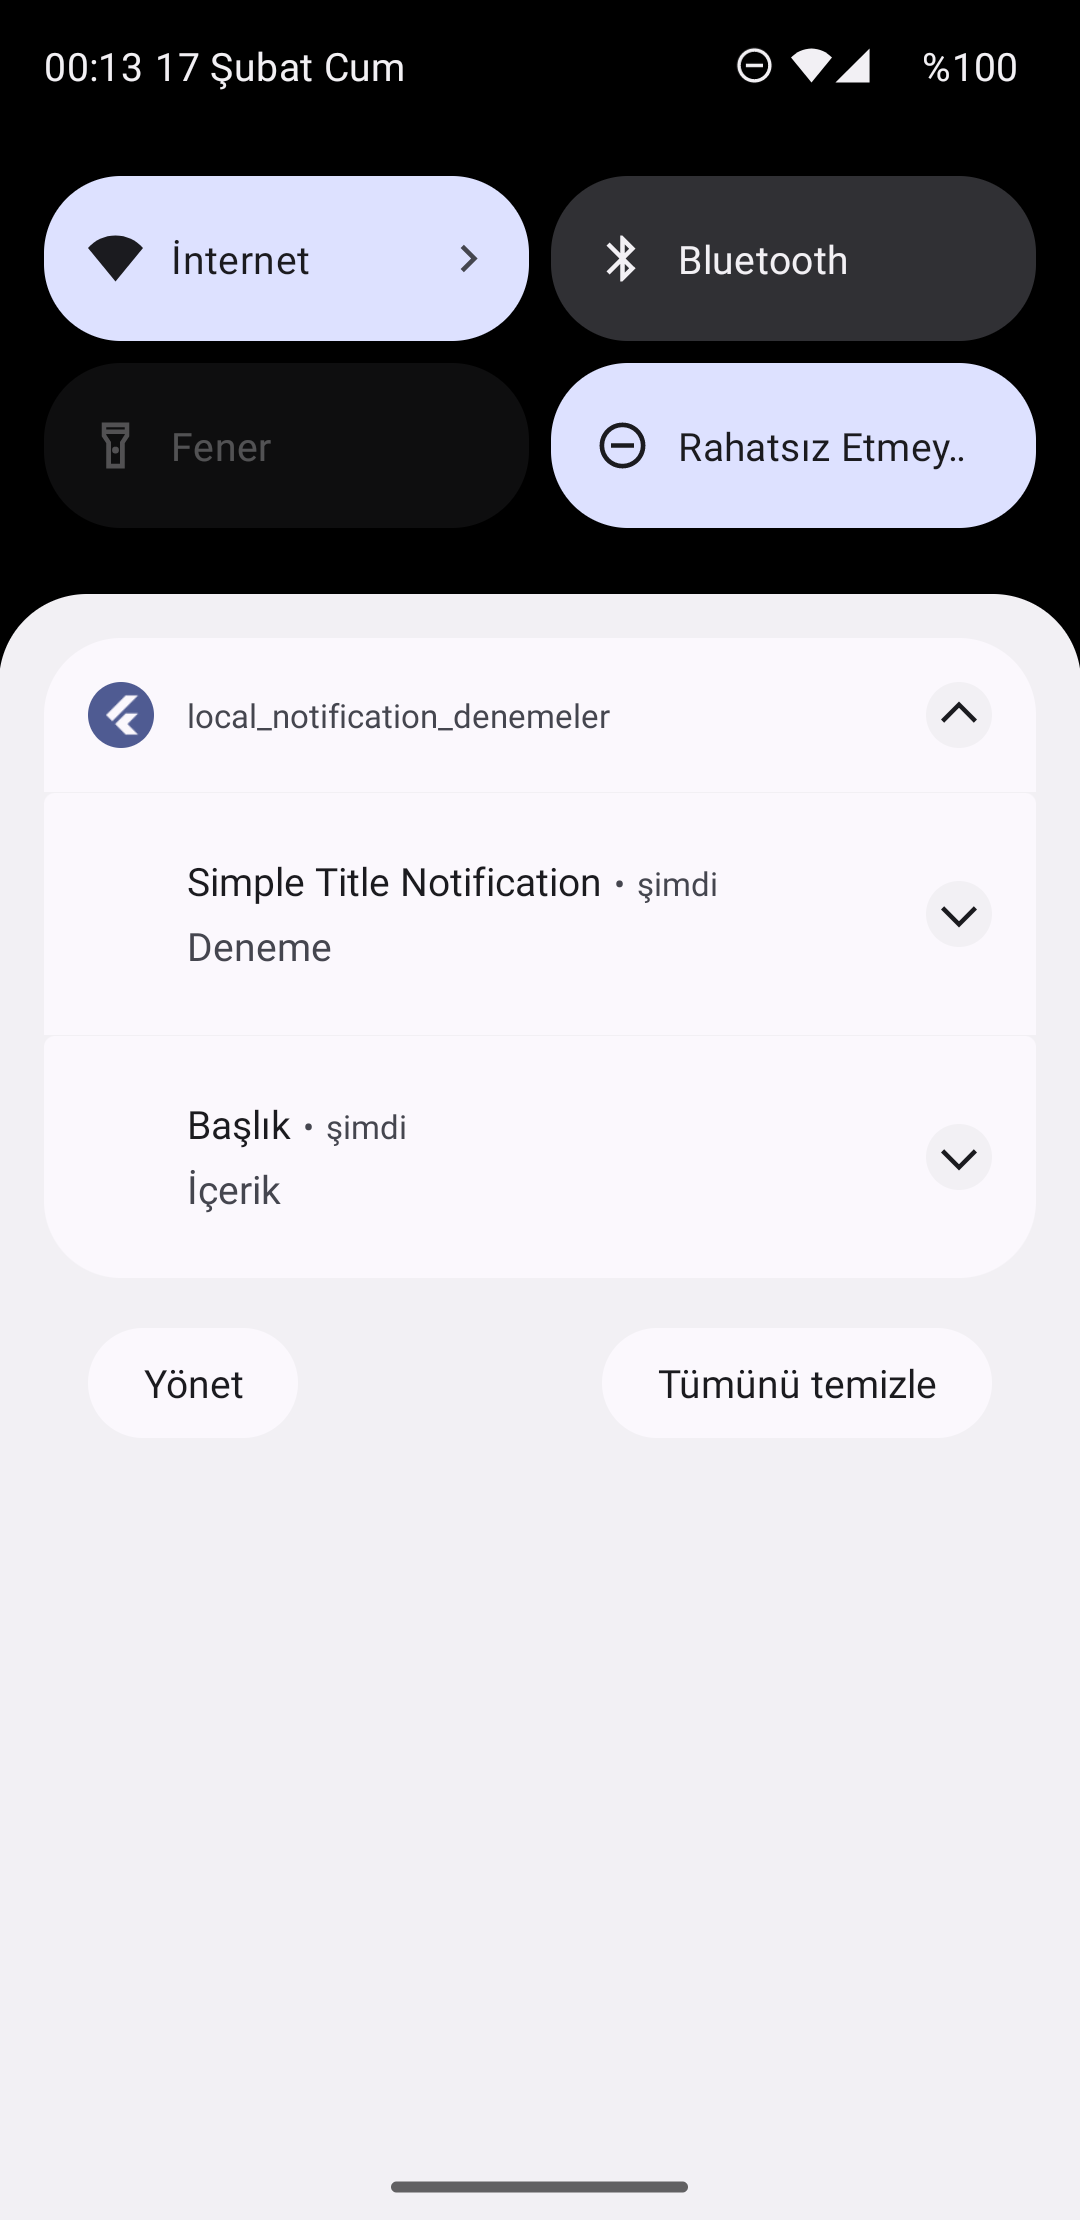 00:13 17 Şubat Cum %100
İnternet
Bluetooth
Fener
Rahatsız Etmey..
local_notification_denemeler
Simple Title Notification • şimdi
Deneme
Başlık • şimdi
İçerik
Yönet
Tümünü temizle